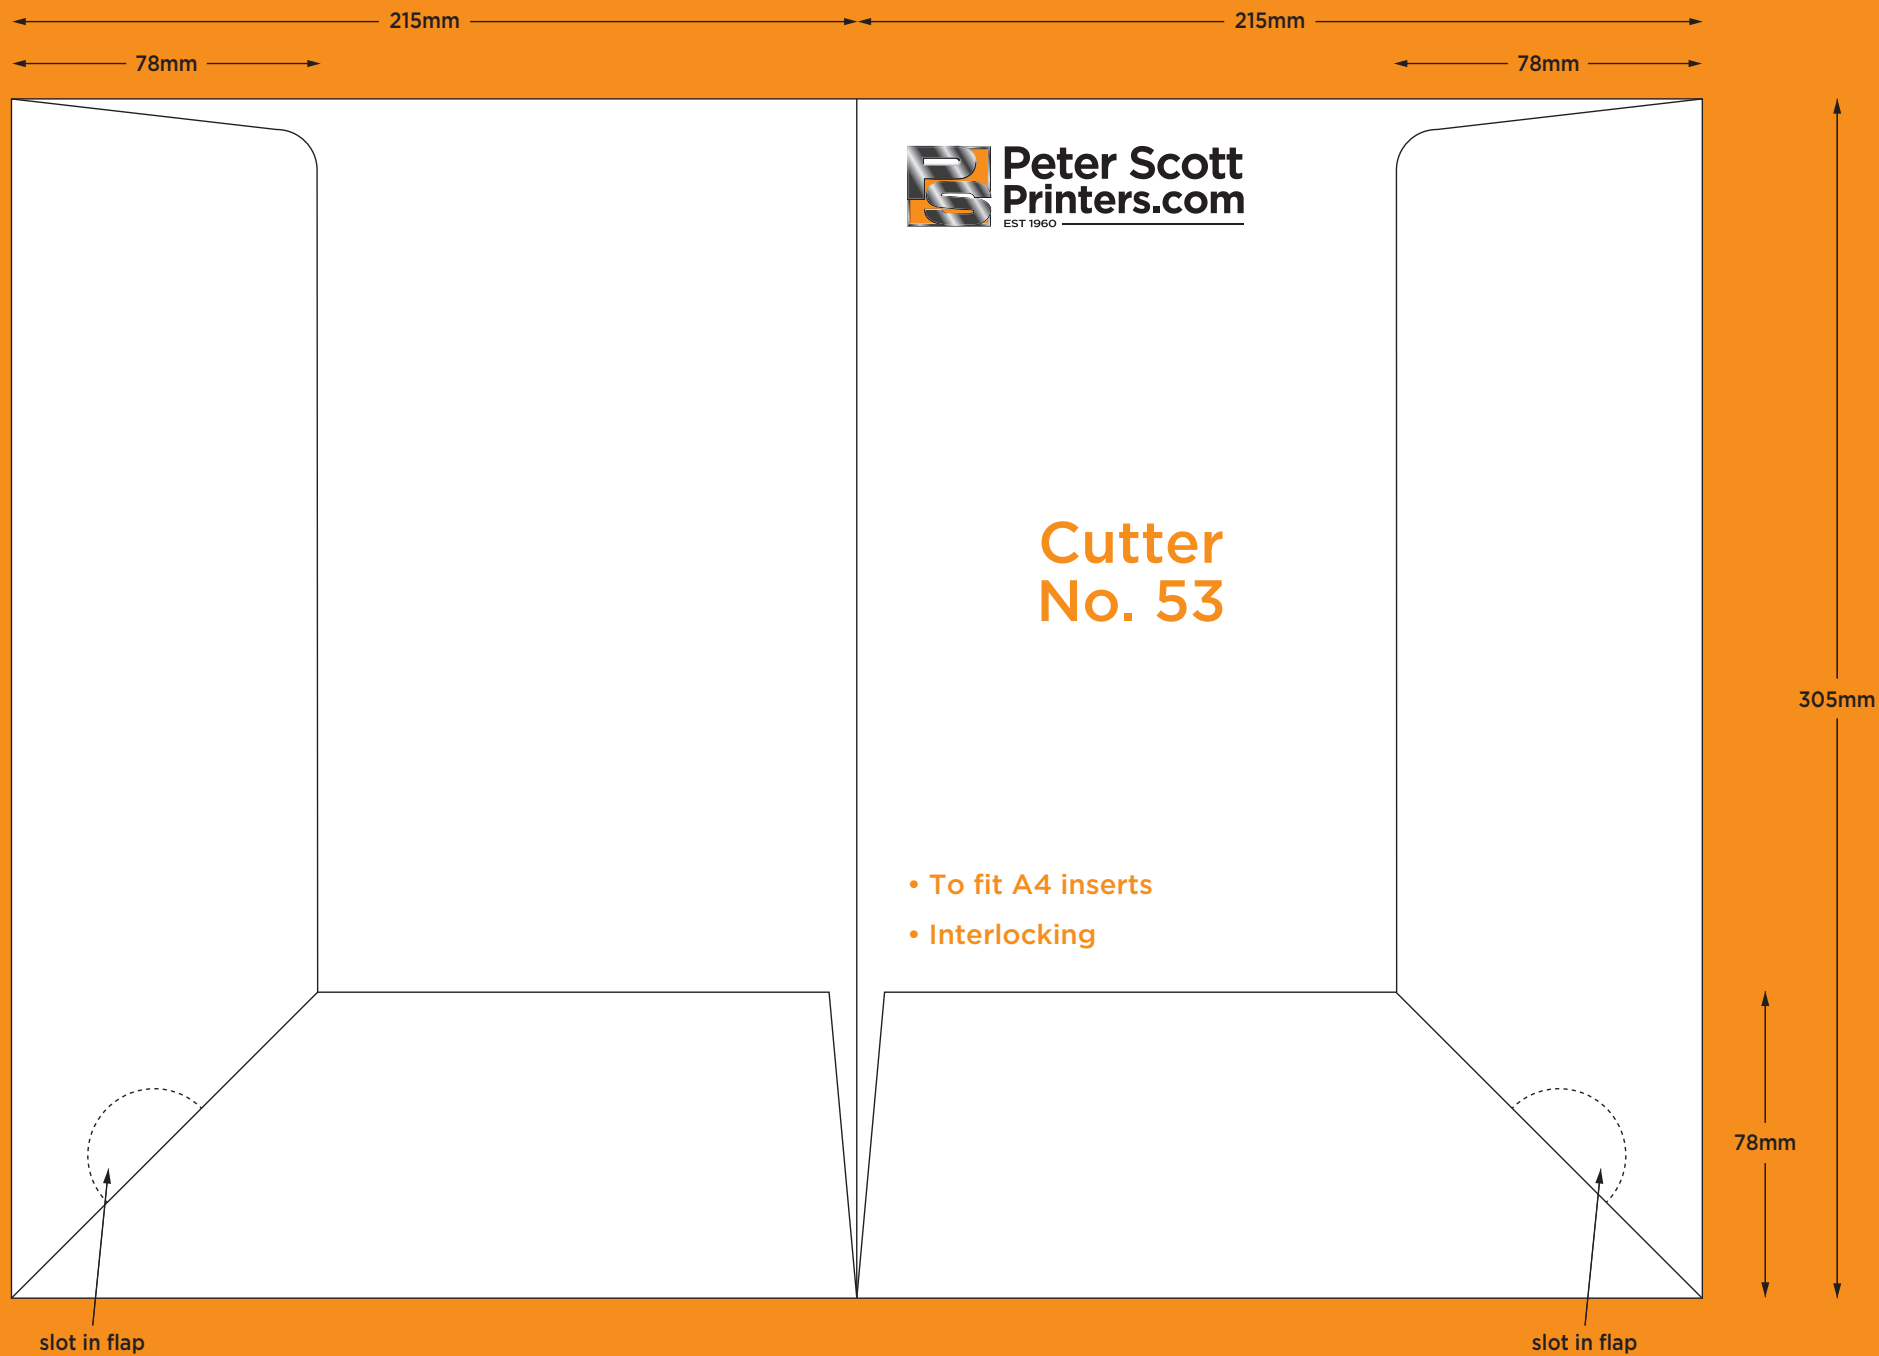 215mm
215mm
78mm
78mm
PS
Peter Scott
Printers.com
EST 1960
Cutter
No. 53
305mm
• To fit A4 inserts
• Interlocking
78mm
slot in flap
slot in flap